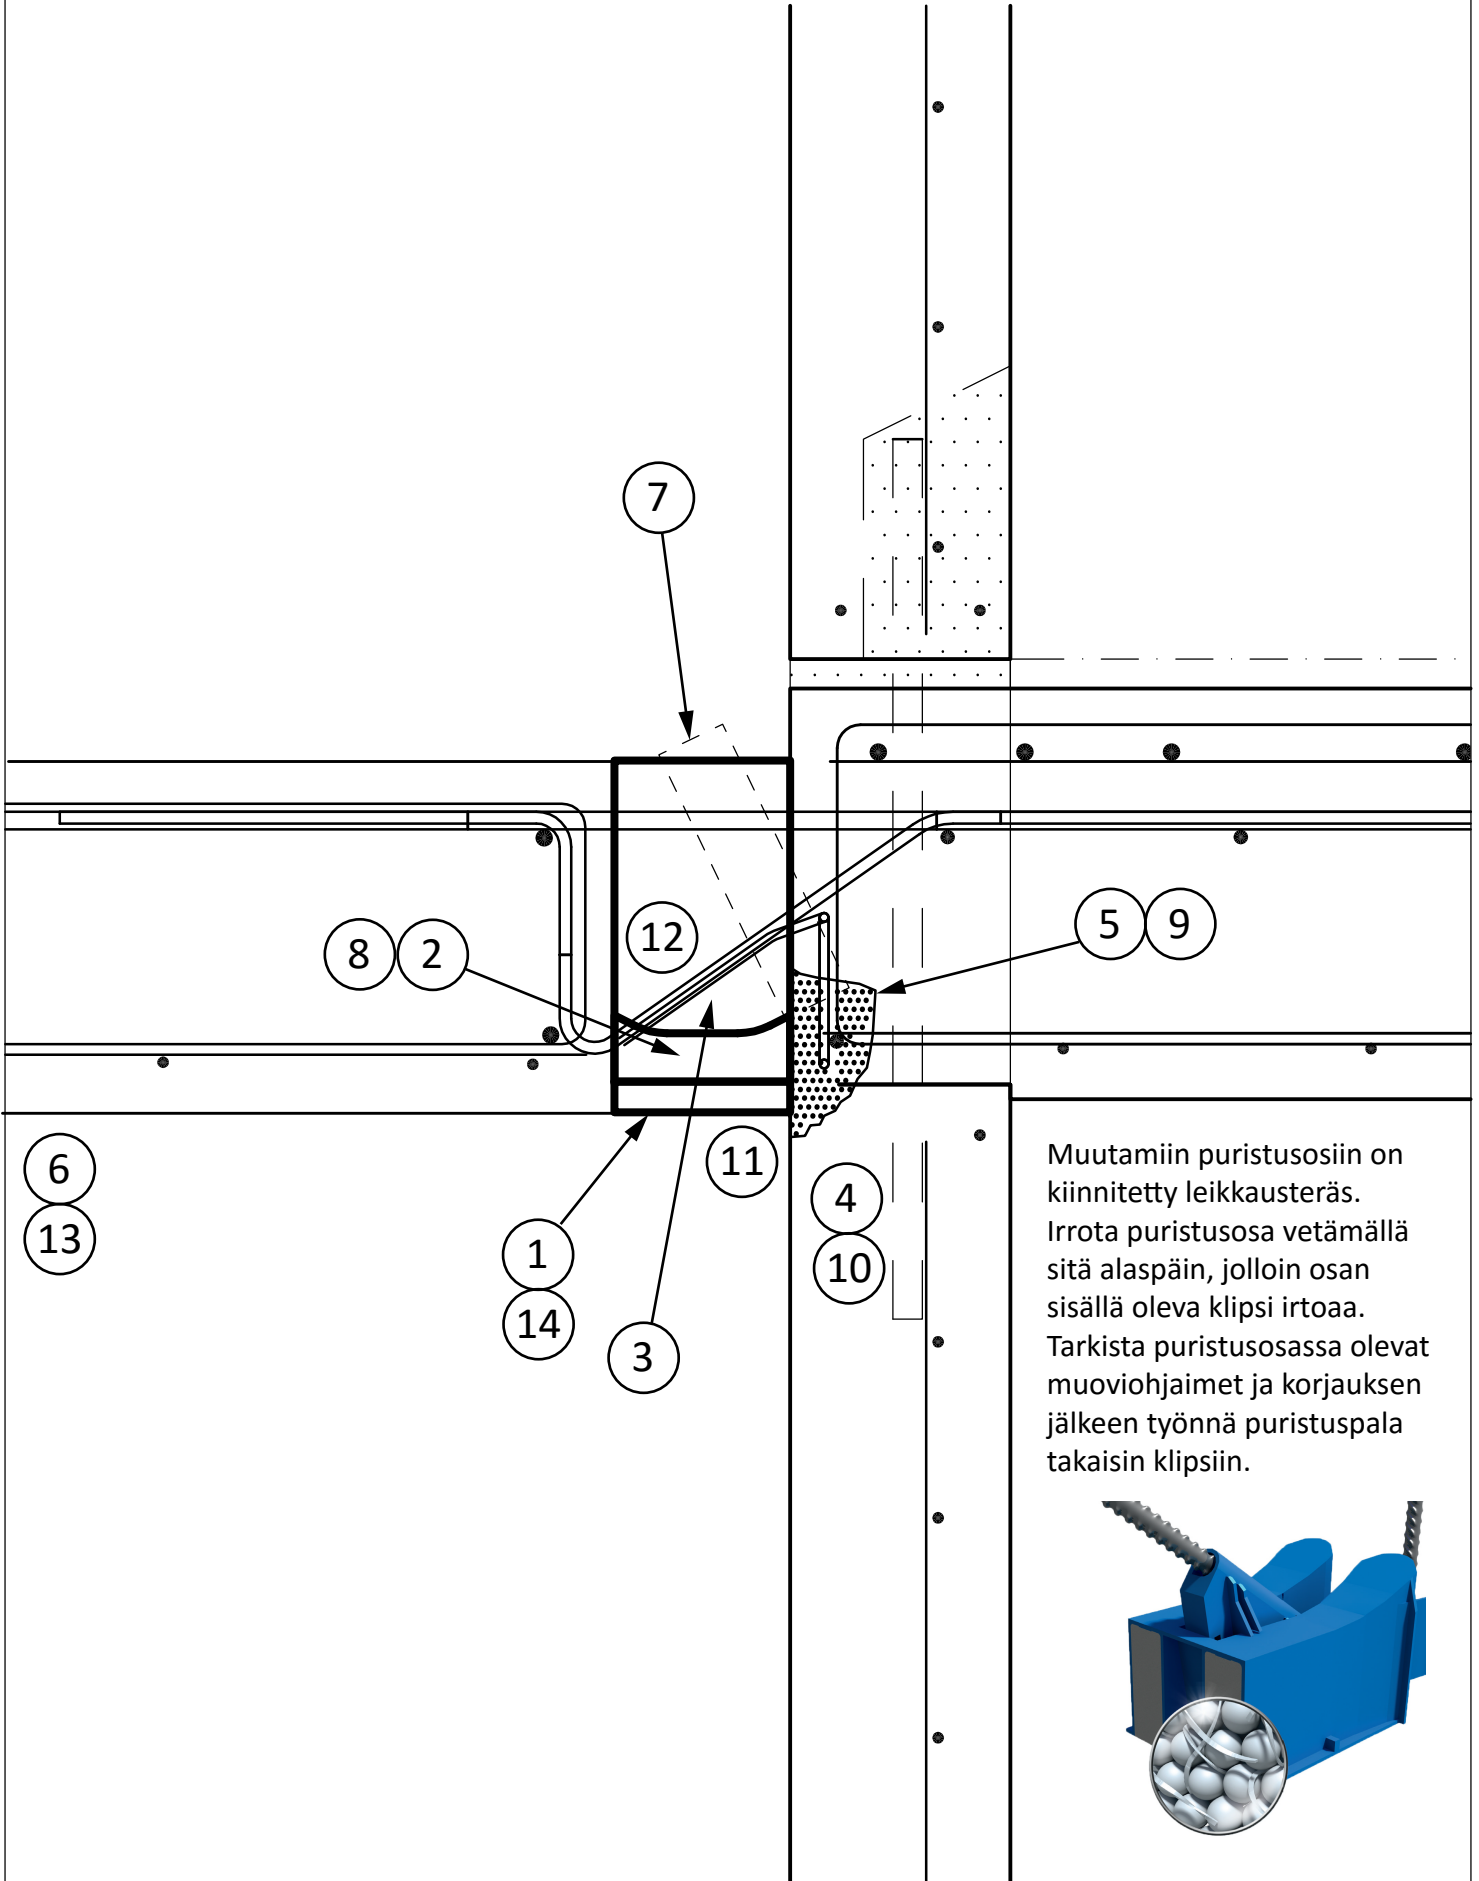 7
12
8 2
5 9
6
13
11
4
10
1
14
3
Muutamiin puristusosiin on
kiinnitetty leikkausteräs.
Irrota puristusosa vetämällä
sitä alaspäin, jolloin osan
sisällä oleva klipsi irtoaa.
Tarkista puristusosassa olevat
muoviohjaimet ja korjauksen
jälkeen työnnä puristuspala
takaisin klipsiin.